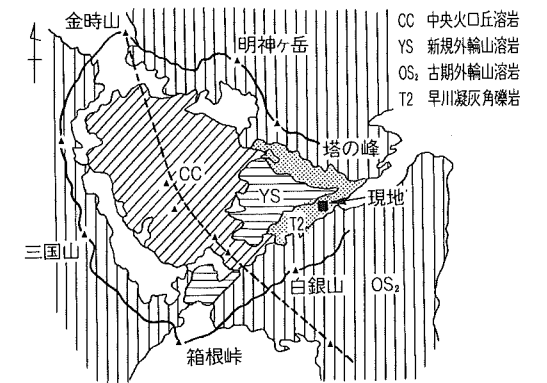 金時山
明神ヶ岳
CC 中央火口丘溶岩
YS 新規外輪山溶岩
OS₂ 古期外輪山溶岩
T2 早川凝灰角礫岩
塔の峰
CC
YS
現地
T2
三国山
白銀山
OS₂
箱根峠